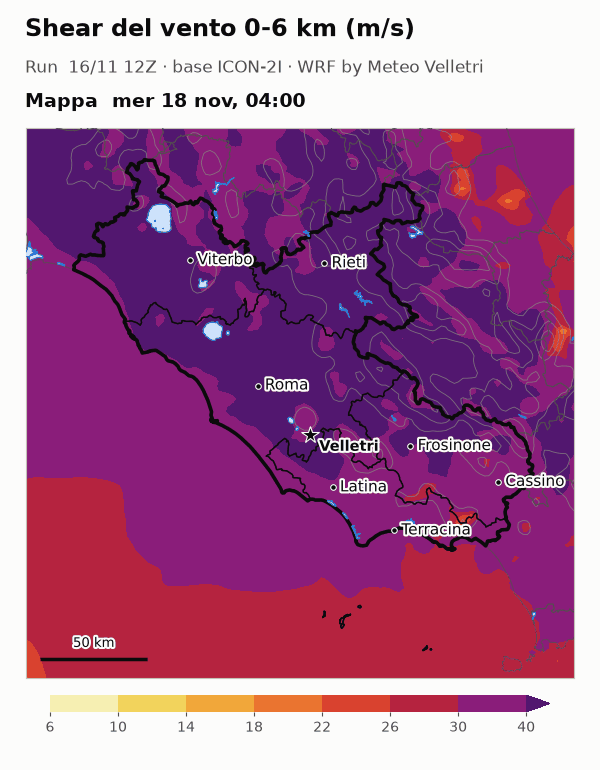 Shear del vento 0-6 km (m/s)
Run 16/11 12Z · base ICON-2I · WRF by Meteo Velletri
Mappa mer 18 nov, 04:00
Viterbo
Rieti
Roma
Velletri
Frosinone
Latina
Cassino
Terracina
50 km
6 10 14 18 22 26 30 40